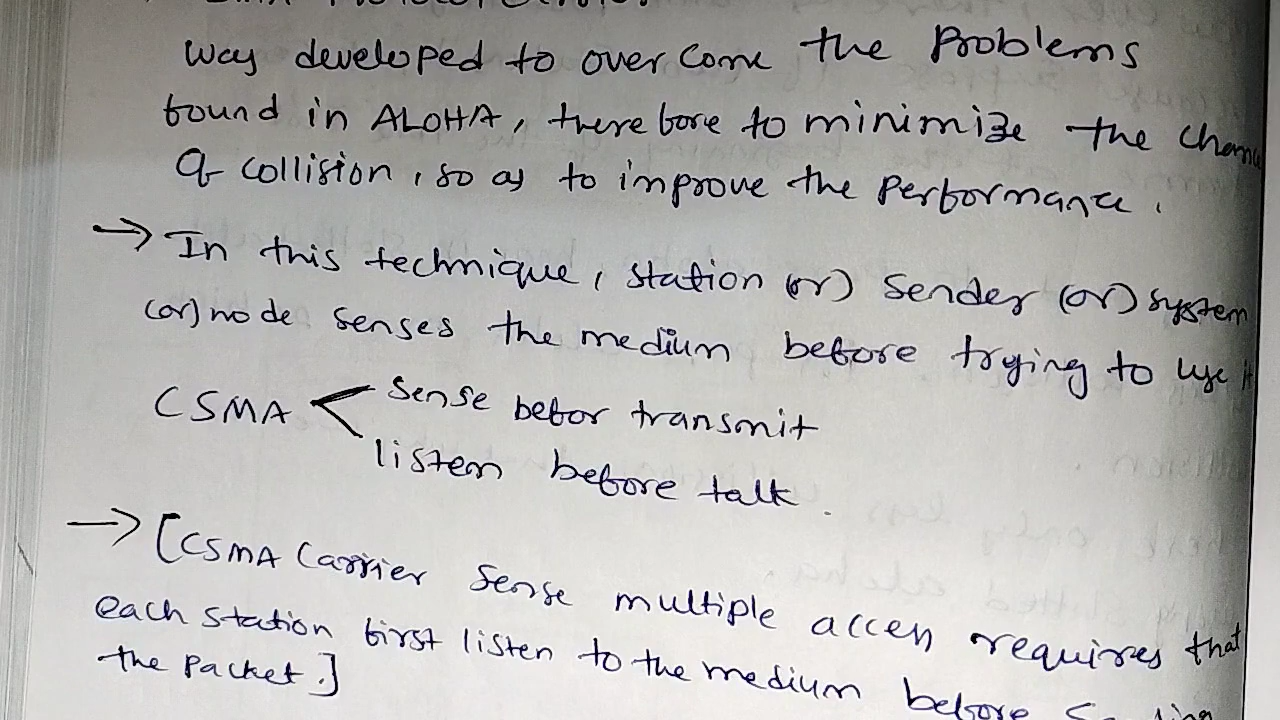 way developed to over come the Problems
found in ALOHA, therefore to minimize the
of collision, so as to improve the performance.
→ In this technique, station (or) Sender (or) system
(or) node senses the medium before trying to use it
CSMA < Sense befor transmit
listen before talk.
→ [CSMA Carrier Sense multiple access requires that
each station first listen to the medium before
the Packet.]